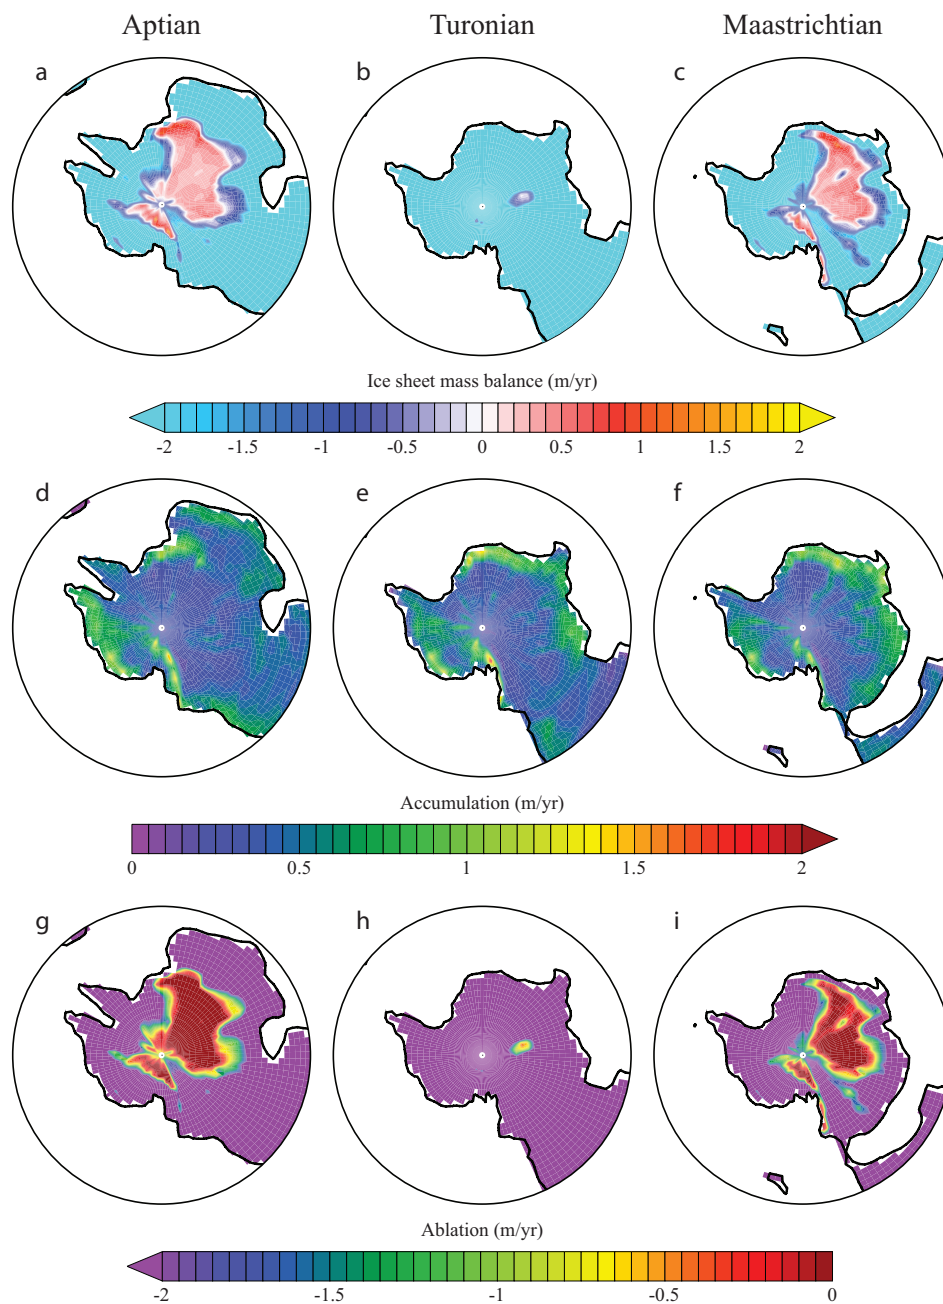 Aptian Turonian Maastrichtian
a b c
Ice sheet mass balance (m/yr)
-2 -1.5 -1 -0.5 0 0.5 1 1.5 2
d e f
Accumulation (m/yr)
0 0.5 1 1.5 2
g h i
Ablation (m/yr)
-2 -1.5 -1 -0.5 0